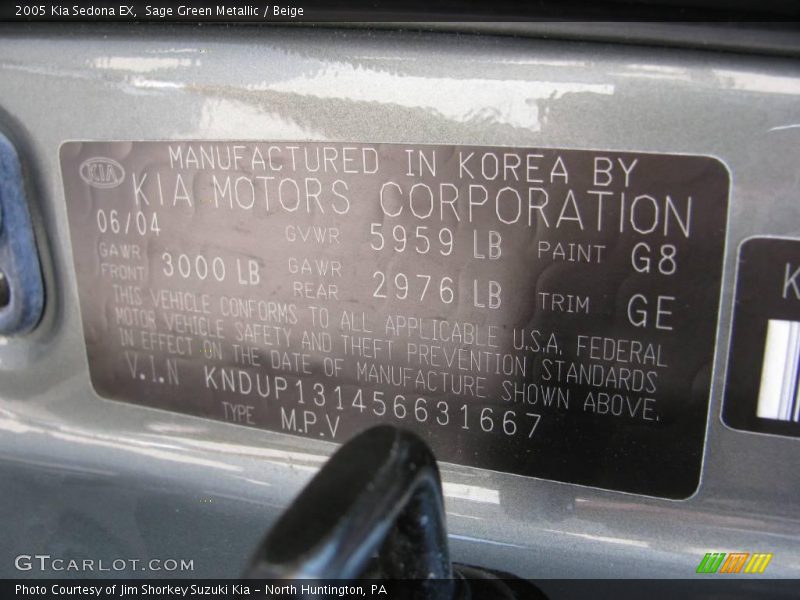 2005 Kia Sedona EX, Sage Green Metallic / Beige
KIA
MANUFACTURED IN KOREA BY
KIA MOTORS CORPORATION
06/04 GVWR 5959 LB PAINT G8
GAWR FRONT 3000 LB GAWR REAR 2976 LB TRIM GE
THIS VEHICLE CONFORMS TO ALL APPLICABLE U.S.A. FEDERAL
MOTOR VEHICLE SAFETY AND THEFT PREVENTION STANDARDS
IN EFFECT ON THE DATE OF MANUFACTURE SHOWN ABOVE.
V.I.N KNDUP131456631667
TYPE M.P.V
K
GTCARLOT.COM
Photo Courtesy of Jim Shorkey Suzuki Kia - North Huntington, PA